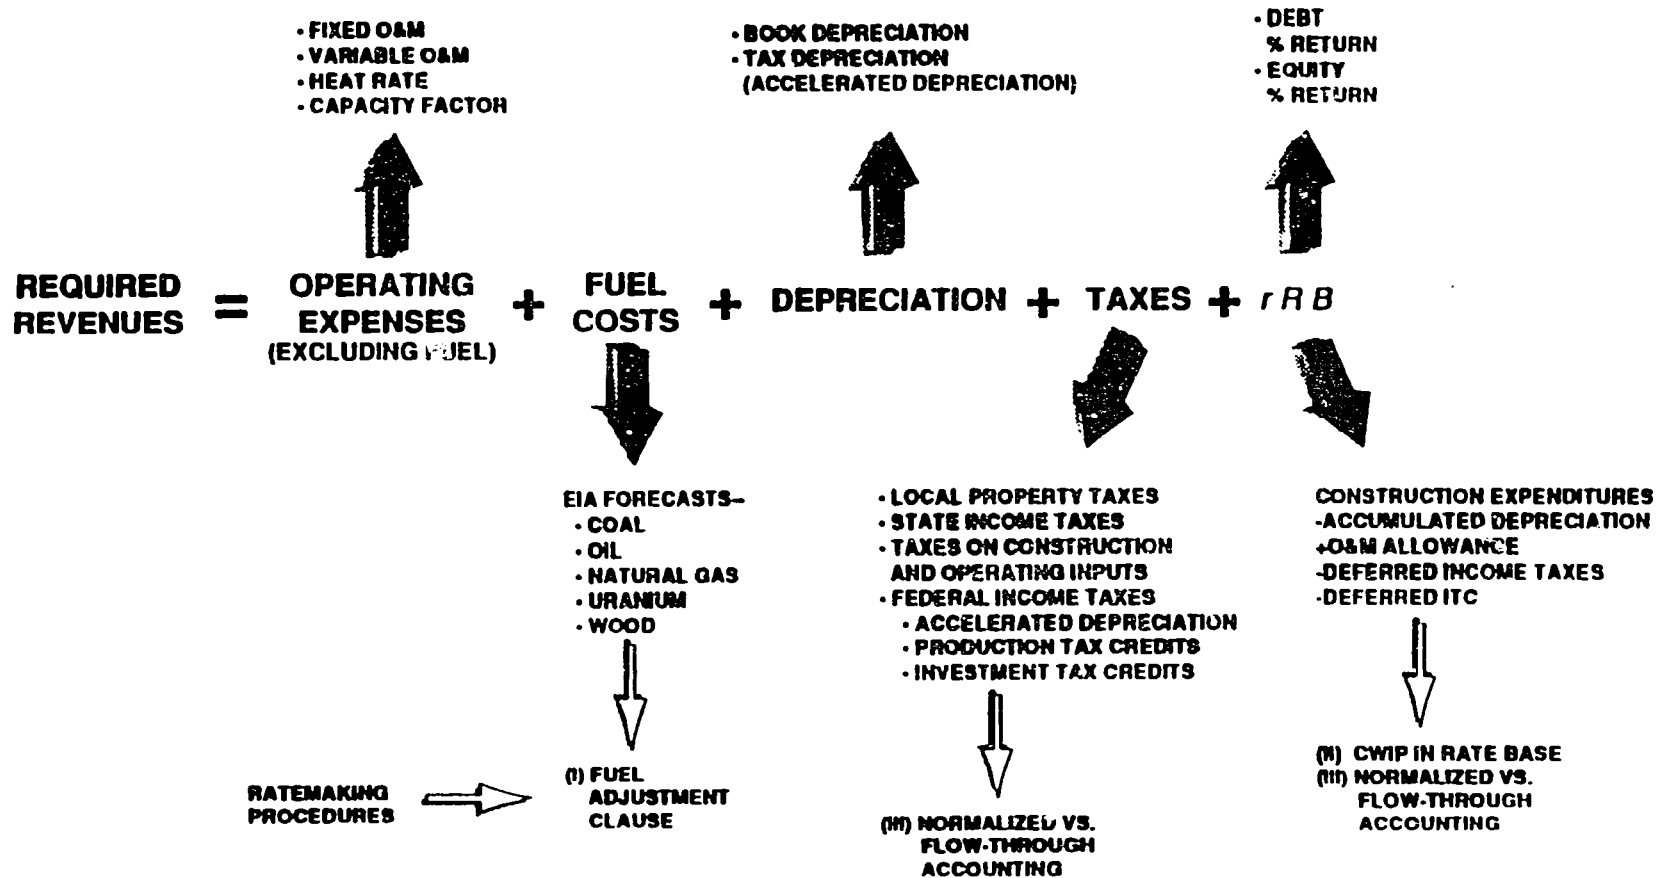 • FIXED O&M
• VARIABLE O&M
• HEAT RATE
• CAPACITY FACTOR
• BOOK DEPRECIATION
• TAX DEPRECIATION
(ACCELERATED DEPRECIATION)
• DEBT
% RETURN
• EQUITY
% RETURN
REQUIRED
REVENUES
=
OPERATING
EXPENSES
(EXCLUDING FUEL)
+
FUEL
COSTS
+
DEPRECIATION
+
TAXES
+
rRB
EIA FORECASTS–
• COAL
• OIL
• NATURAL GAS
• URANIUM
• WOOD
• LOCAL PROPERTY TAXES
• STATE INCOME TAXES
• TAXES ON CONSTRUCTION
AND OPERATING INPUTS
• FEDERAL INCOME TAXES
• ACCELERATED DEPRECIATION
• PRODUCTION TAX CREDITS
• INVESTMENT TAX CREDITS
CONSTRUCTION EXPENDITURES
-ACCUMULATED DEPRECIATION
+O&M ALLOWANCE
-DEFERRED INCOME TAXES
-DEFERRED ITC
RATEMAKING
PROCEDURES
(i) FUEL
ADJUSTMENT
CLAUSE
(iii) NORMALIZED VS.
FLOW-THROUGH
ACCOUNTING
(ii) CWIP IN RATE BASE
(iii) NORMALIZED VS.
FLOW-THROUGH
ACCOUNTING